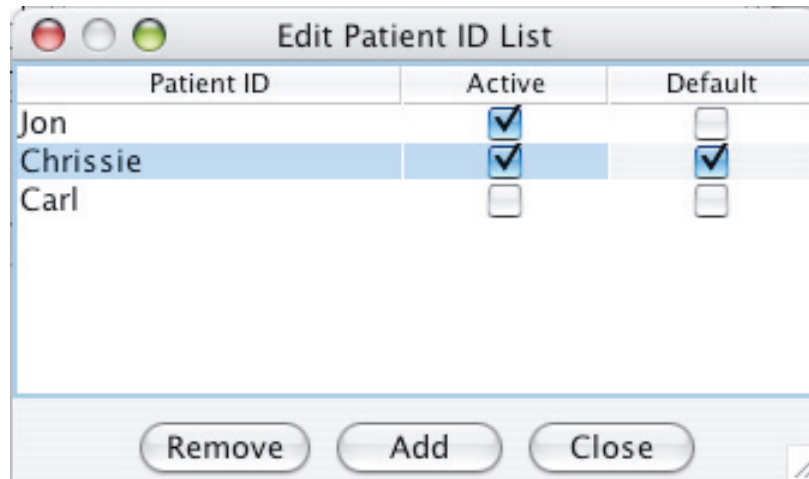 Edit Patient ID List
Patient ID Active Default
Jon
Chrissie
Carl
Remove Add Close